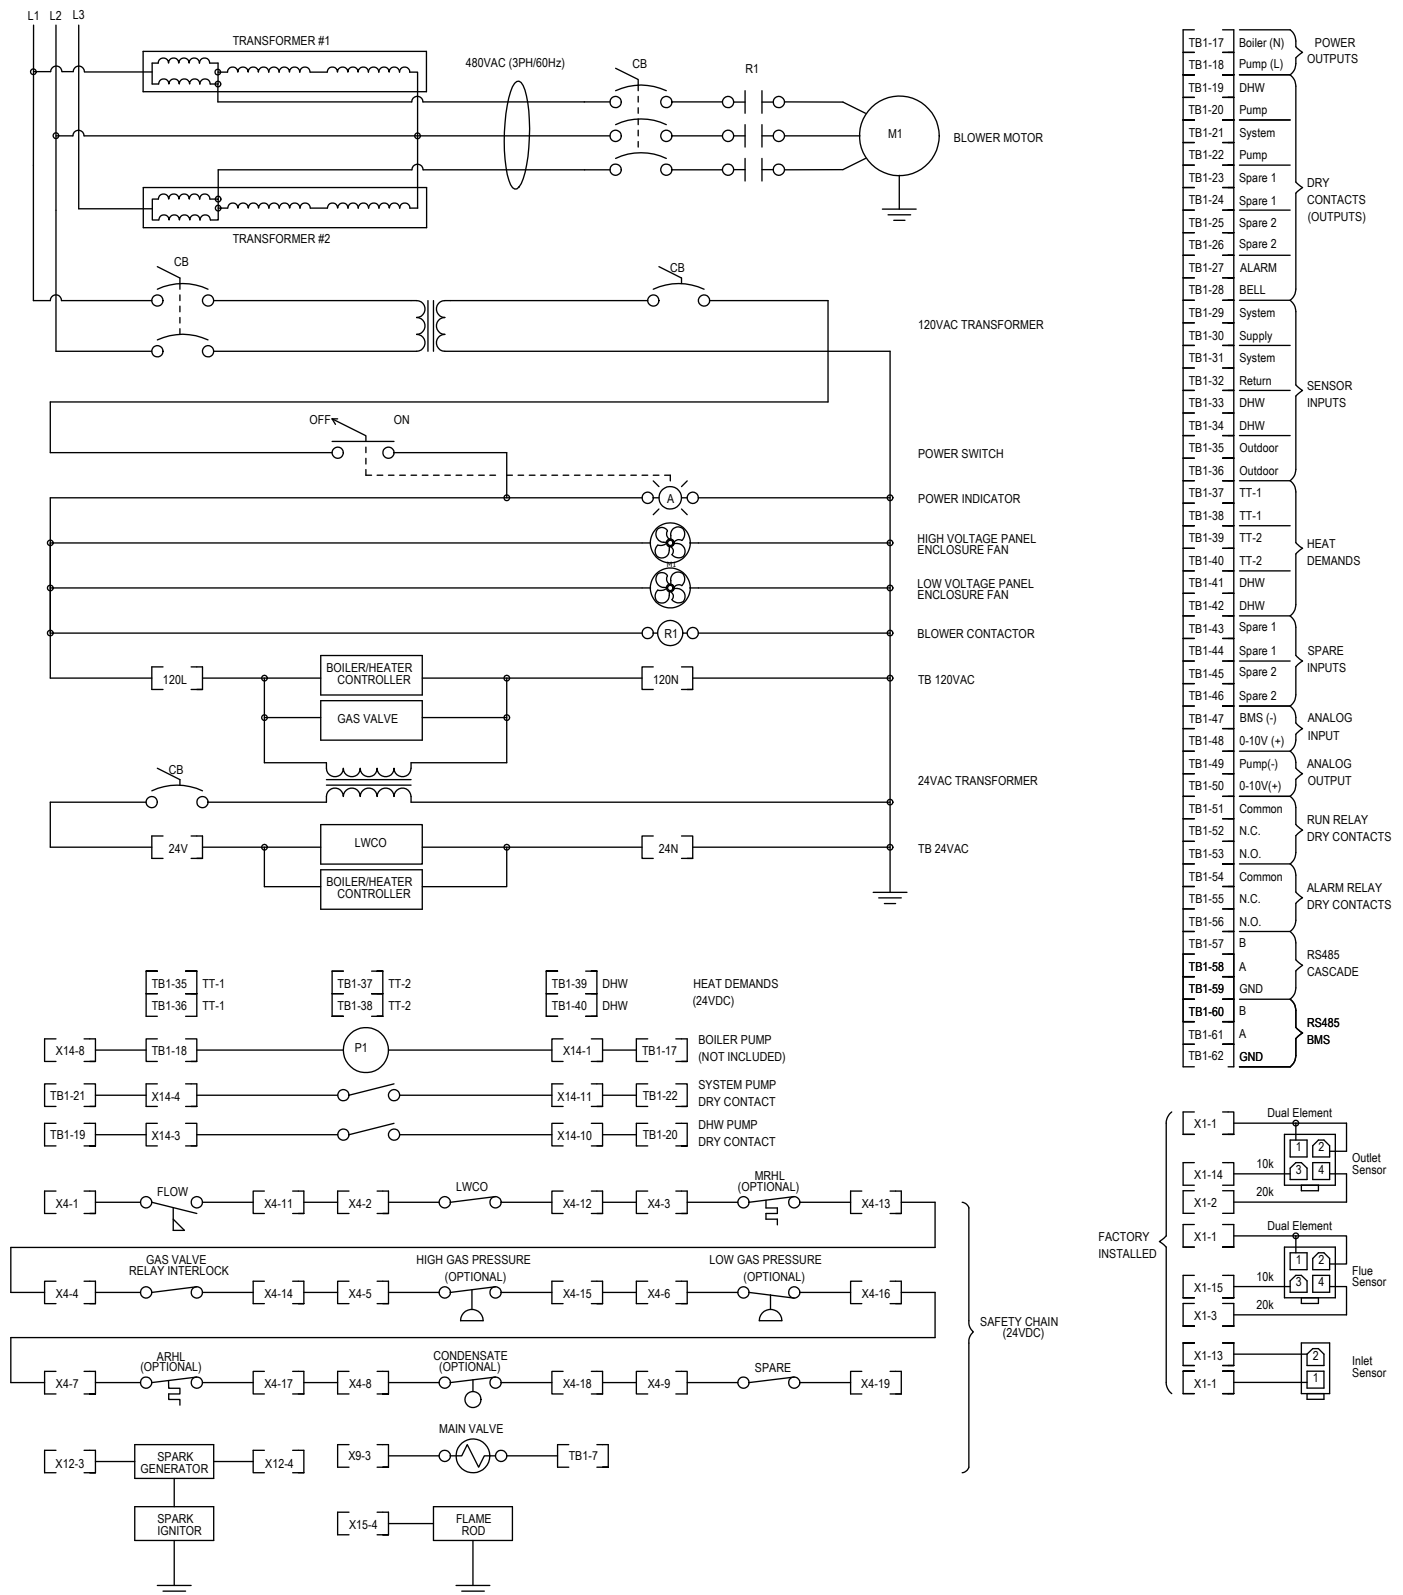 L1 L2 L3
TRANSFORMER #1
480VAC (3PH/60Hz)
CB
R1
M1
BLOWER MOTOR
TRANSFORMER #2
CB
CB
120VAC TRANSFORMER
OFF
ON
POWER SWITCH
A
POWER INDICATOR
HIGH VOLTAGE PANEL
ENCLOSURE FAN
M1
LOW VOLTAGE PANEL
ENCLOSURE FAN
R1
BLOWER CONTACTOR
120L
BOILER/HEATER
CONTROLLER
120N
TB 120VAC
GAS VALVE
CB
24VAC TRANSFORMER
24V
LWCO
24N
TB 24VAC
BOILER/HEATER
CONTROLLER
TB1-35 TT-1
TB1-36 TT-1
TB1-37 TT-2
TB1-38 TT-2
TB1-39 DHW
TB1-40 DHW
HEAT DEMANDS
(24VDC)
X14-8 TB1-18 P1 X14-1 TB1-17
BOILER PUMP
(NOT INCLUDED)
TB1-21 X14-4 X14-11 TB1-22
SYSTEM PUMP
DRY CONTACT
TB1-19 X14-3 X14-10 TB1-20
DHW PUMP
DRY CONTACT
X4-1 FLOW X4-11 X4-2 LWCO X4-12 X4-3
MRHL
(OPTIONAL)
X4-13
X4-4
GAS VALVE
RELAY INTERLOCK
X4-14 X4-5
HIGH GAS PRESSURE
(OPTIONAL)
X4-15 X4-6
LOW GAS PRESSURE
(OPTIONAL)
X4-16
X4-7
ARHL
(OPTIONAL)
X4-17 X4-8
CONDENSATE
(OPTIONAL)
X4-18 X4-9 SPARE X4-19
SAFETY CHAIN
(24VDC)
X12-3
SPARK
GENERATOR
X12-4
X9-3
MAIN VALVE
TB1-7
SPARK
IGNITOR
X15-4
FLAME
ROD
TB1-17 Boiler (N)
TB1-18 Pump (L)
POWER
OUTPUTS
TB1-19 DHW
TB1-20 Pump
TB1-21 System
TB1-22 Pump
TB1-23 Spare 1
TB1-24 Spare 1
TB1-25 Spare 2
TB1-26 Spare 2
TB1-27 ALARM
TB1-28 BELL
DRY
CONTACTS
(OUTPUTS)
TB1-29 System
TB1-30 Supply
TB1-31 System
TB1-32 Return
TB1-33 DHW
TB1-34 DHW
TB1-35 Outdoor
TB1-36 Outdoor
SENSOR
INPUTS
TB1-37 TT-1
TB1-38 TT-1
TB1-39 TT-2
TB1-40 TT-2
TB1-41 DHW
TB1-42 DHW
HEAT
DEMANDS
TB1-43 Spare 1
TB1-44 Spare 1
TB1-45 Spare 2
TB1-46 Spare 2
SPARE
INPUTS
TB1-47 BMS (-)
TB1-48 0-10V (+)
ANALOG
INPUT
TB1-49 Pump(-)
TB1-50 0-10V(+)
ANALOG
OUTPUT
TB1-51 Common
TB1-52 N.C.
TB1-53 N.O.
RUN RELAY
DRY CONTACTS
TB1-54 Common
TB1-55 N.C.
TB1-56 N.O.
ALARM RELAY
DRY CONTACTS
TB1-57 B
TB1-58 A
TB1-59 GND
RS485
CASCADE
TB1-60 B
TB1-61 A
TB1-62 GND
RS485
BMS
FACTORY
INSTALLED
X1-1
Dual Element
1 2
X1-14 10k 3 4
X1-2 20k
Outlet
Sensor
X1-1
Dual Element
1 2
X1-15 10k 3 4
X1-3 20k
Flue
Sensor
X1-13 2
X1-1 1
Inlet
Sensor